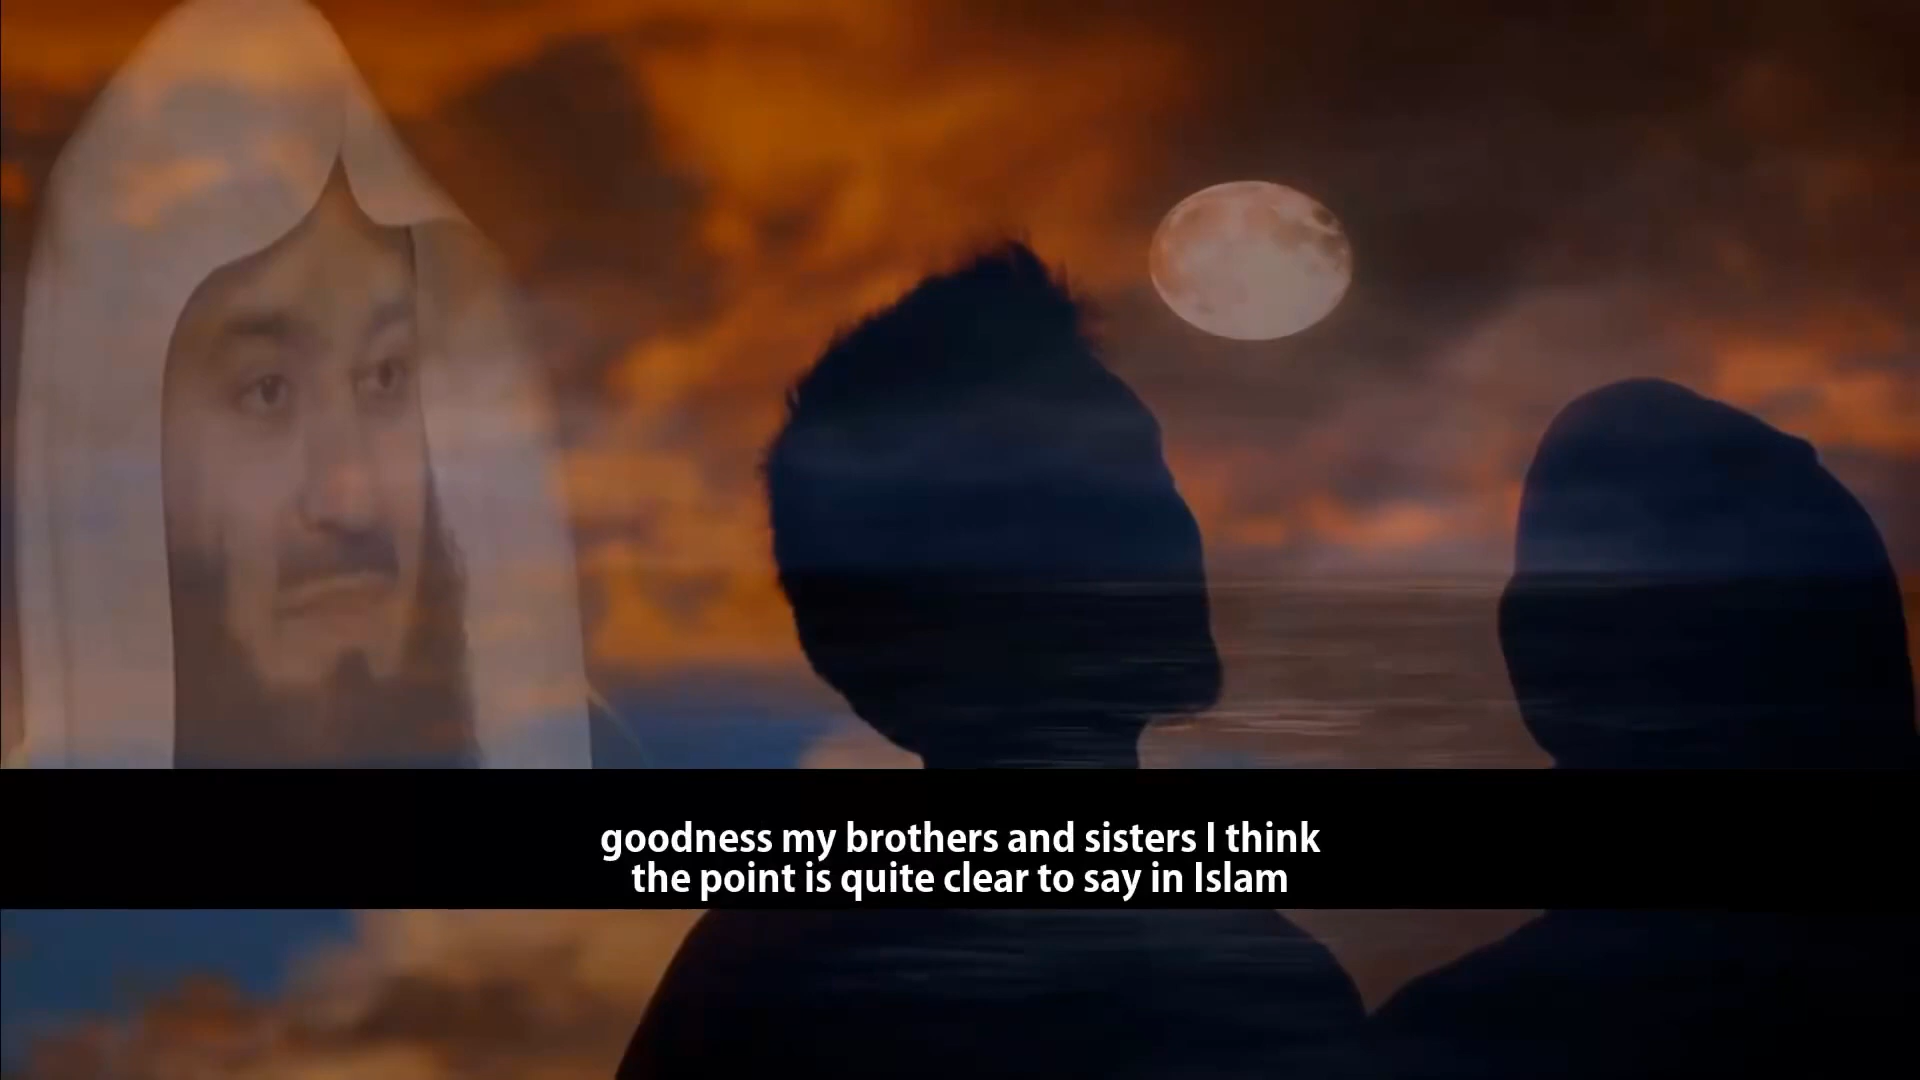 goodness my brothers and sisters I think
the point is quite clear to say in Islam